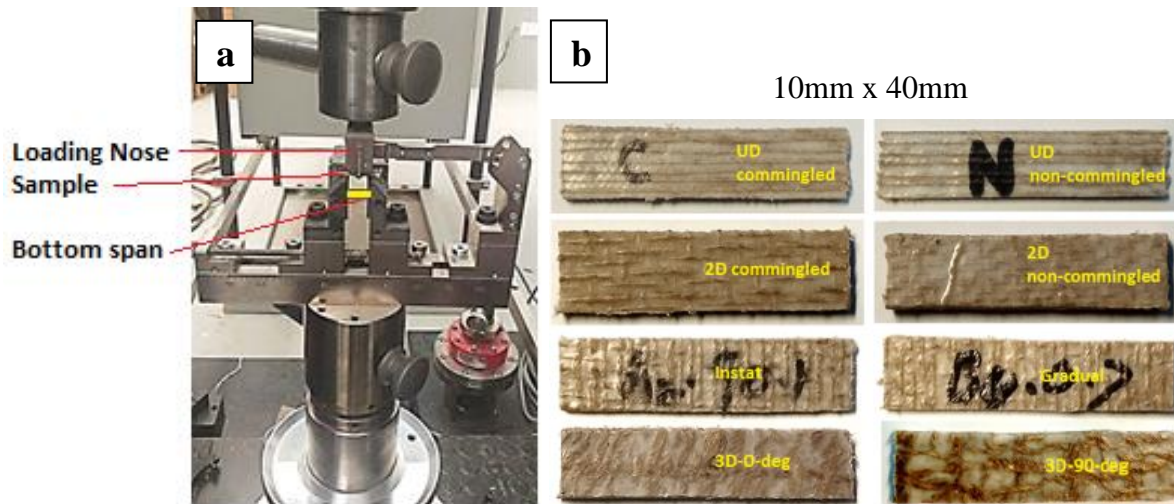 a
Loading Nose
Sample
Bottom span
b
10mm x 40mm
C
UD
commingled
N
UD
non-commingled
2D commingled
2D
non-commingled
Instat
Gradual
3D-0-deg
3D-90-deg